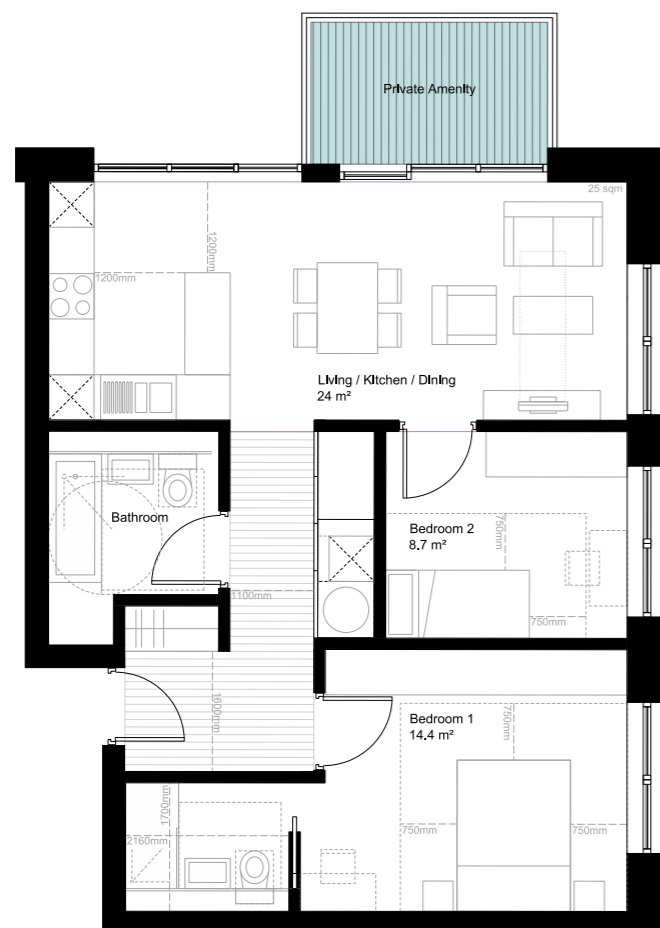 Private Amenity
25 sqm
1200mm
1200mm
Living / Kitchen / Dining
24 m²
Bathroom
Bedroom 2
8.7 m²
750mm
1100mm
750mm
1600mm
Bedroom 1
14.4 m²
750mm
1700mm
2160mm
750mm
750mm